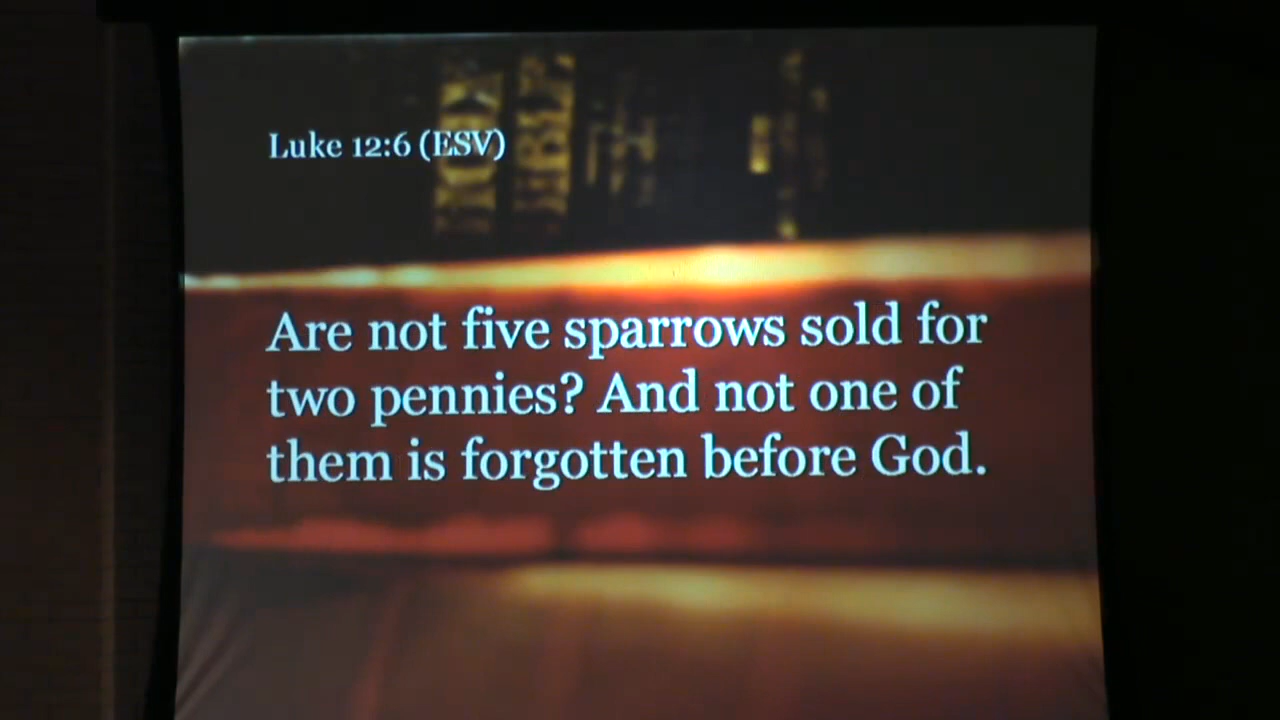 Luke 12:6 (ESV)
Are not five sparrows sold for
two pennies? And not one of
them is forgotten before God.